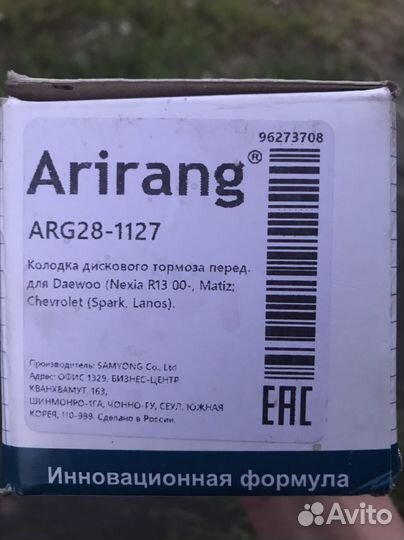 96273708
Arirang®
ARG28-1127
Колодка дискового тормоза перед.
для Daewoo (Nexia R13 00-, Matiz;
Chevrolet (Spark, Lanos).
Производитель: SAMYONG Co., Ltd
Адрес: ОФИС 1329, БИЗНЕС-ЦЕНТР
КВАНХВАМУТ, 163,
ШИНМОНРО-1ГА, ЧОННО-ГУ, СЕУЛ, ЮЖНАЯ
КОРЕЯ, 110-999. Сделано в России.
EAC
Инновационная формула
Avito